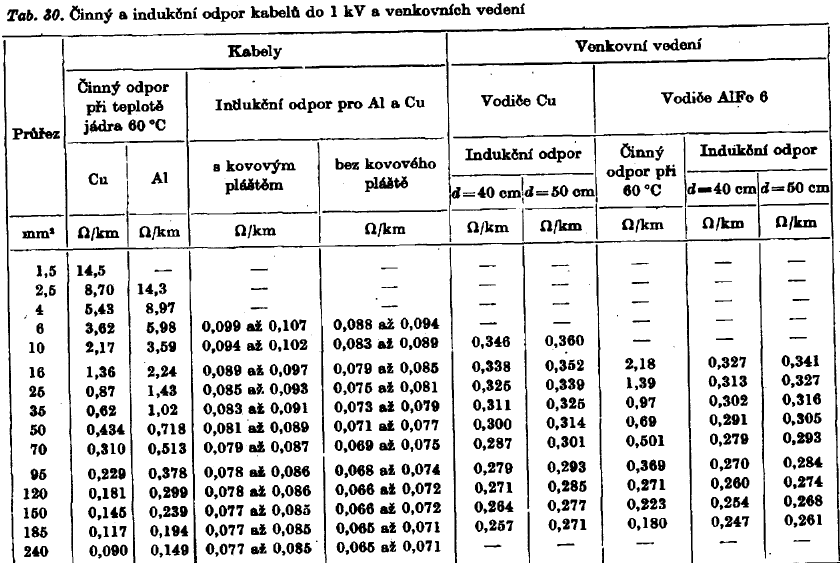 Tab. 30. Činný a indukční odpor kabelů do 1 kV a venkovních vedení
Průřez
Kabely
Venkovní vedení
Činný odpor
při teplotě
jádra 60 °C
Indukční odpor pro Al a Cu
Vodiče Cu
Vodiče AlFe 6
Cu Al
s kovovým
pláštěm
bez kovového
pláště
Indukční odpor
d=40 cm d=50 cm
Činný
odpor při
60 °C
Indukční odpor
d=40 cm d=50 cm
mm² Ω/km Ω/km Ω/km Ω/km Ω/km Ω/km Ω/km Ω/km Ω/km
1,5 14,5 — — — — — — — —
2,5 8,70 14,3 — — — — — — —
4 5,43 8,97 — — — — — — —
6 3,62 5,98 0,099 až 0,107 0,088 až 0,094 — — — — —
10 2,17 3,59 0,094 až 0,102 0,083 až 0,089 0,346 0,360 — — —
16 1,36 2,24 0,089 až 0,097 0,079 až 0,085 0,338 0,352 2,18 0,327 0,341
25 0,87 1,43 0,085 až 0,093 0,075 až 0,081 0,325 0,339 1,39 0,313 0,327
35 0,62 1,02 0,083 až 0,091 0,073 až 0,079 0,311 0,325 0,97 0,302 0,316
50 0,434 0,718 0,081 až 0,089 0,071 až 0,077 0,300 0,314 0,69 0,291 0,305
70 0,310 0,513 0,079 až 0,087 0,069 až 0,075 0,287 0,301 0,501 0,279 0,293
95 0,229 0,378 0,078 až 0,086 0,068 až 0,074 0,279 0,293 0,369 0,270 0,284
120 0,181 0,299 0,078 až 0,086 0,066 až 0,072 0,271 0,285 0,271 0,260 0,274
150 0,145 0,239 0,077 až 0,085 0,066 až 0,072 0,264 0,277 0,223 0,254 0,268
185 0,117 0,194 0,077 až 0,085 0,065 až 0,071 0,257 0,271 0,180 0,247 0,261
240 0,090 0,149 0,077 až 0,085 0,065 až 0,071 — — — — —